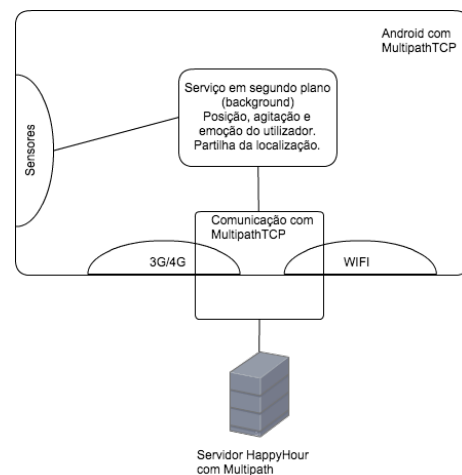 Android com
MultipathTCP
Serviço em segundo plano
(background)
Posição, agitação e
emoção do utilizador.
Partilha da localização.
Sensores
Comunicação com
MultipathTCP
3G/4G
WIFI
Servidor HappyHour
com Multipath